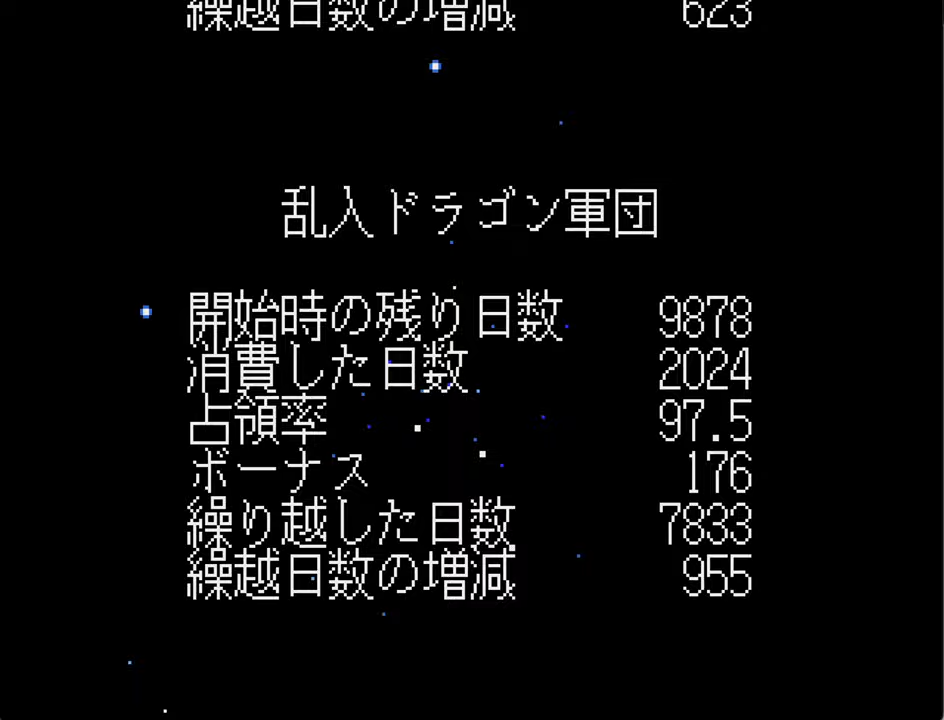 繰越日数の増減 623
乱入ドラゴン軍団
開始時の残り日数 9878
消費した日数 2024
占領率 97.5
ボーナス 176
繰り越した日数 7833
繰越日数の増減 955